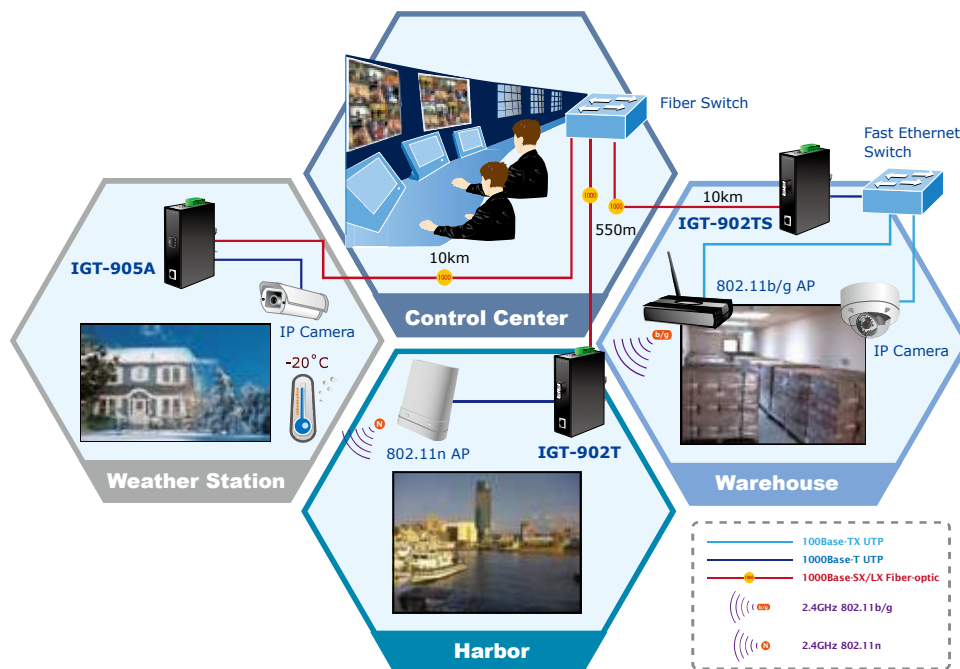 Fiber Switch
Fast Ethernet
Switch
1000
1000
10km
IGT-902TS
550m
10km
1000
IGT-905A
802.11b/g AP
IP Camera
Control Center
b/g
IP Camera
-20°C
N
802.11n AP
IGT-902T
Weather Station
Warehouse
Harbor
100Base-TX UTP
1000Base-T UTP
1000
1000Base-SX/LX Fiber-optic
b/g
2.4GHz 802.11b/g
N
2.4GHz 802.11n